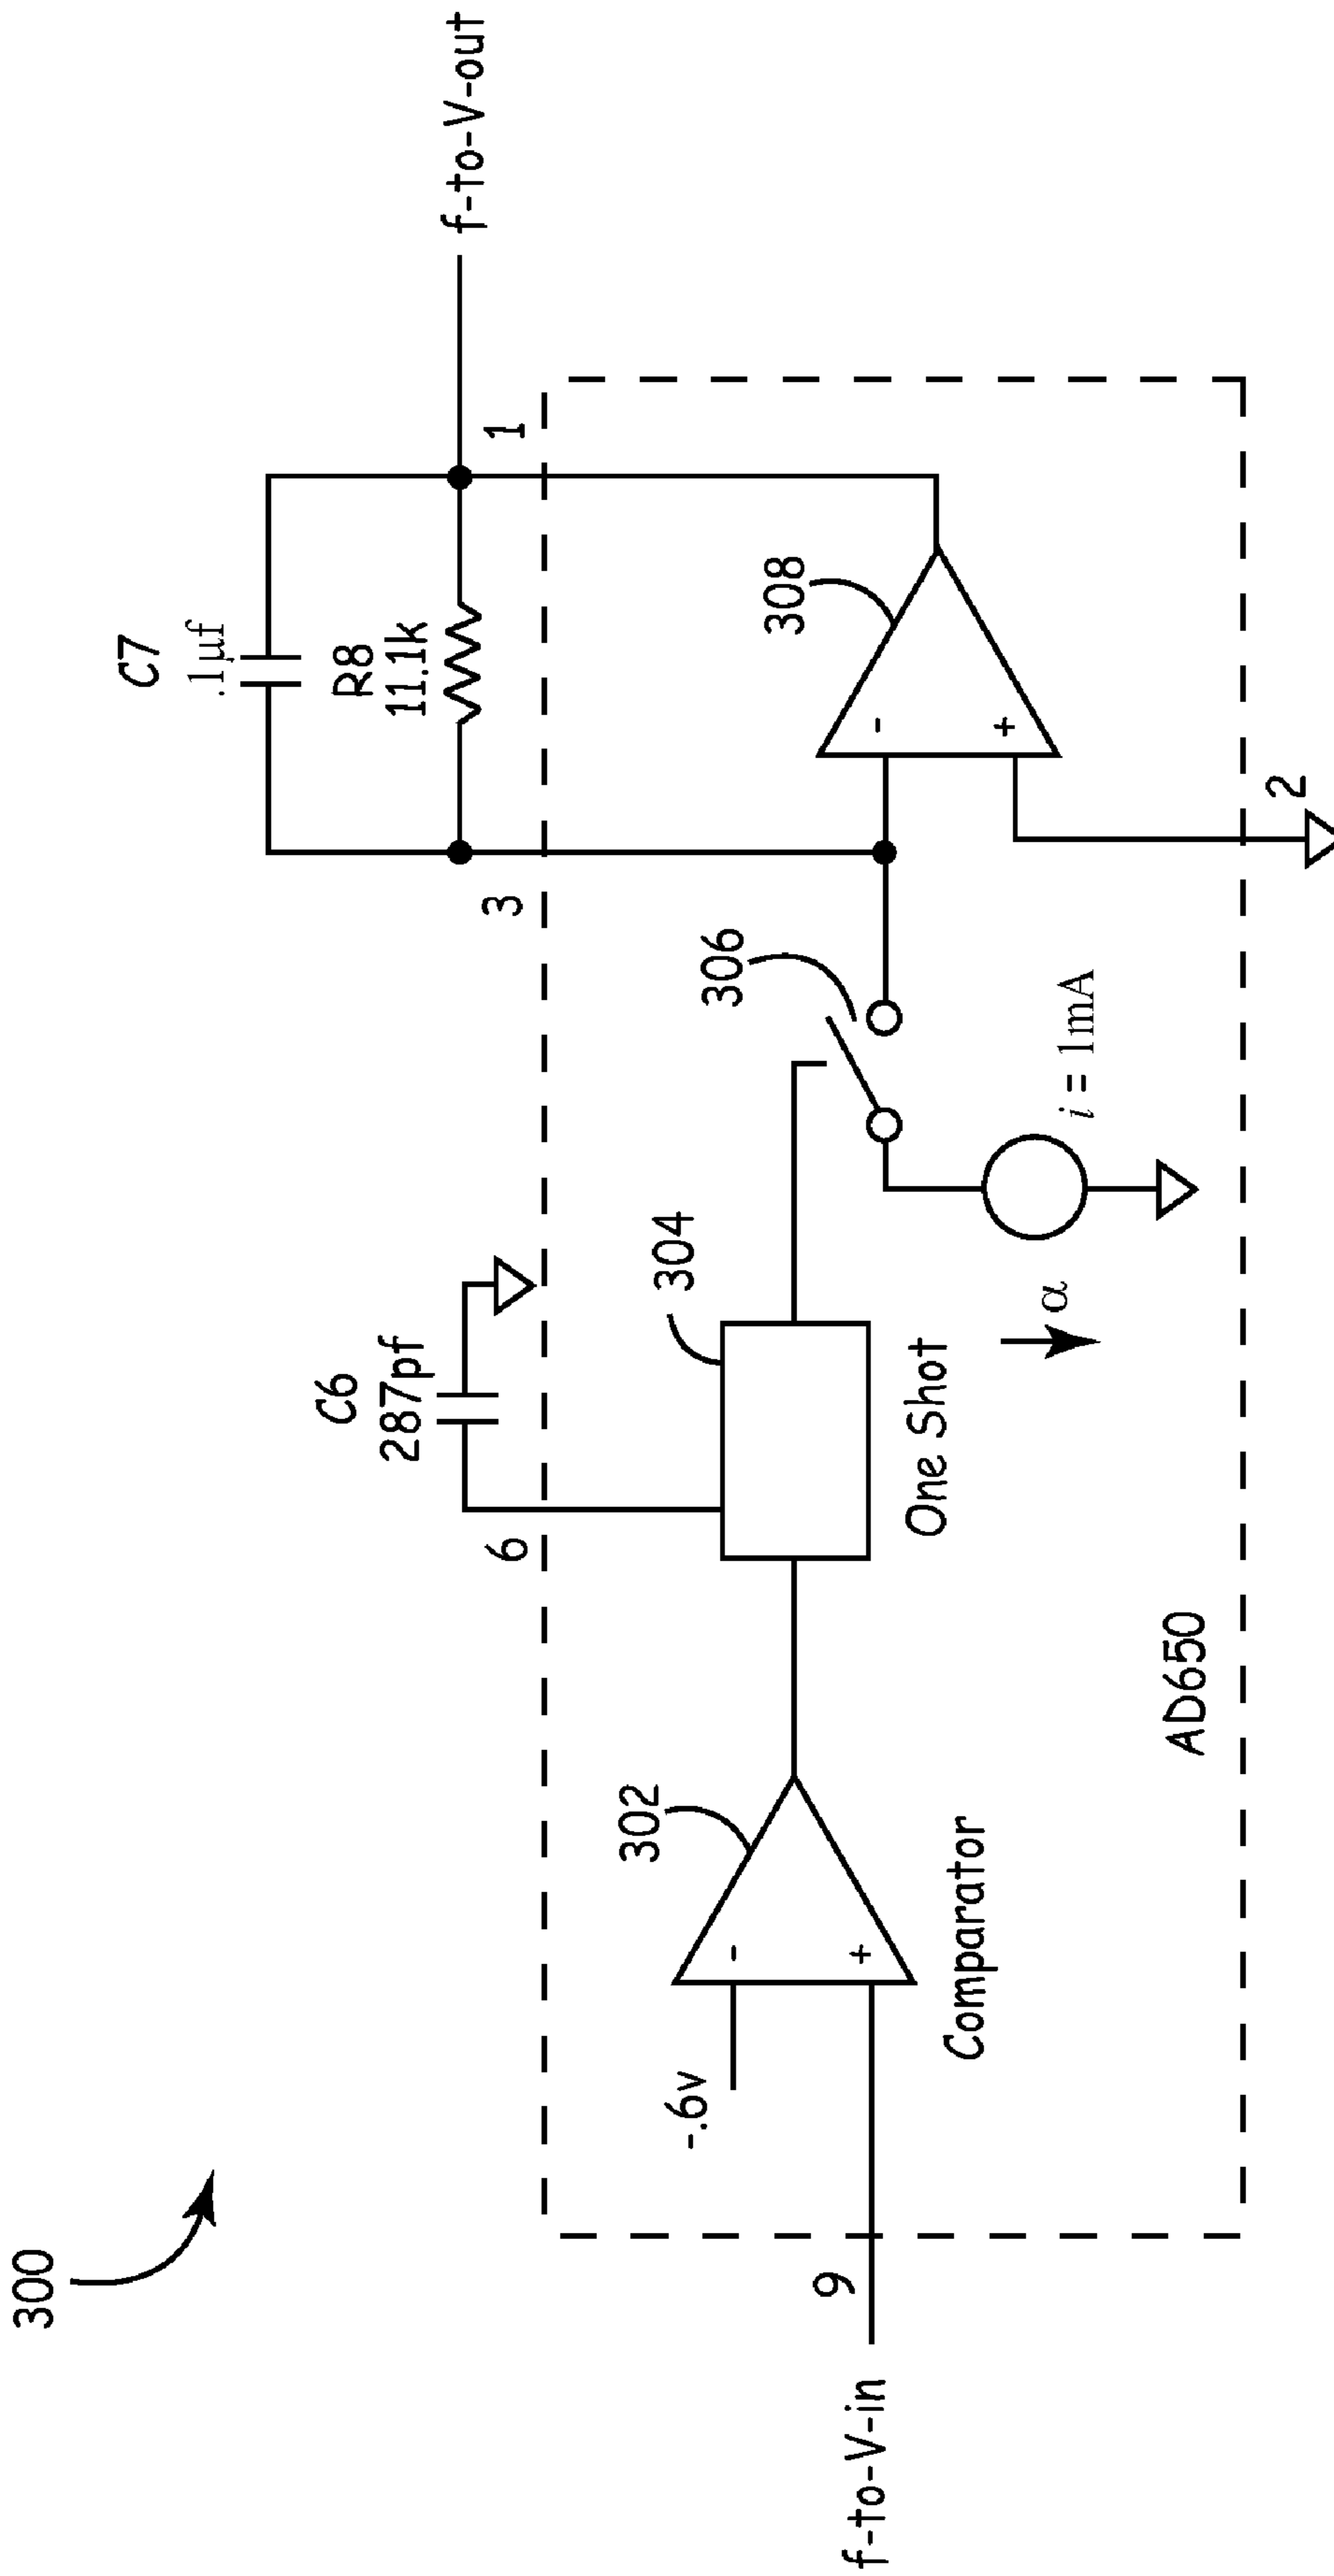 300
f-to-V-in
9
-.6v
-
+
302
Comparator
AD650
6
C6
287pf
304
One Shot
α
i = 1mA
306
3
C7
.1µf
R8
11.1k
1
308
-
+
2
f-to-V-out